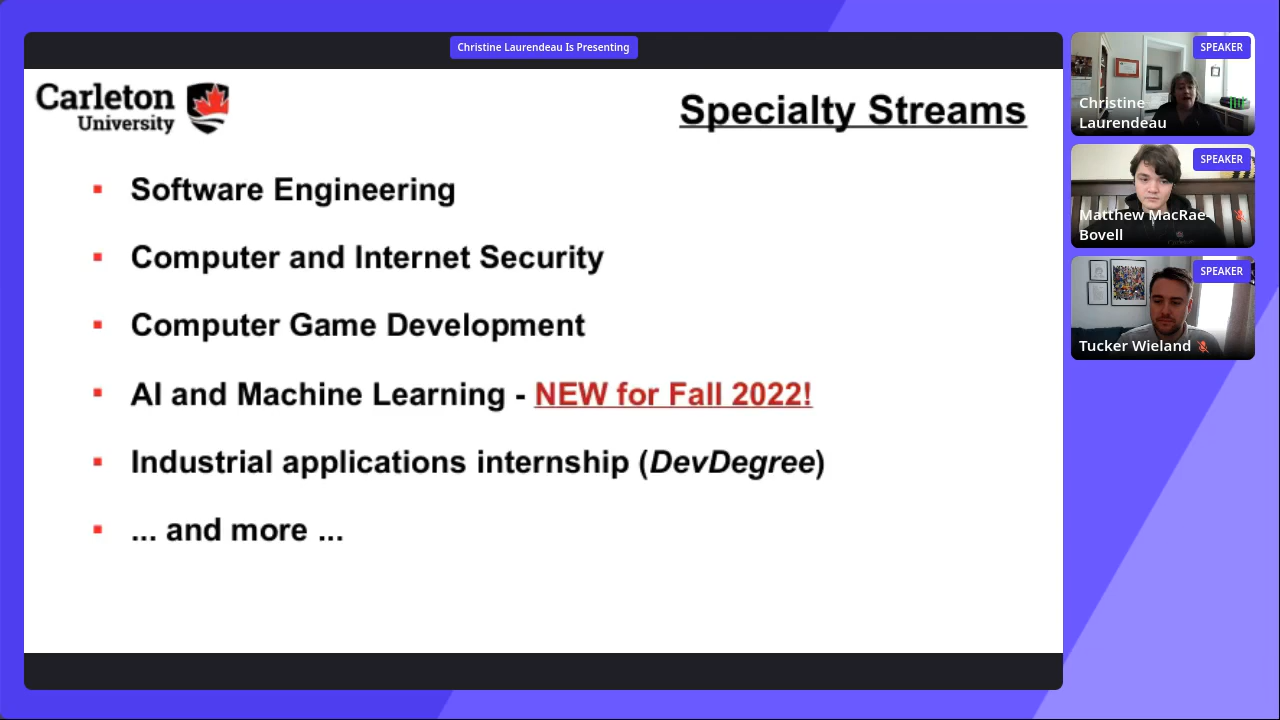 Christine Laurendeau Is Presenting
Carleton
University
Specialty Streams
Software Engineering
Computer and Internet Security
Computer Game Development
AI and Machine Learning - NEW for Fall 2022!
Industrial applications internship (DevDegree)
... and more ...
SPEAKER
Christine
Laurendeau
SPEAKER
Matthew MacRae-
Bovell
SPEAKER
Tucker Wieland